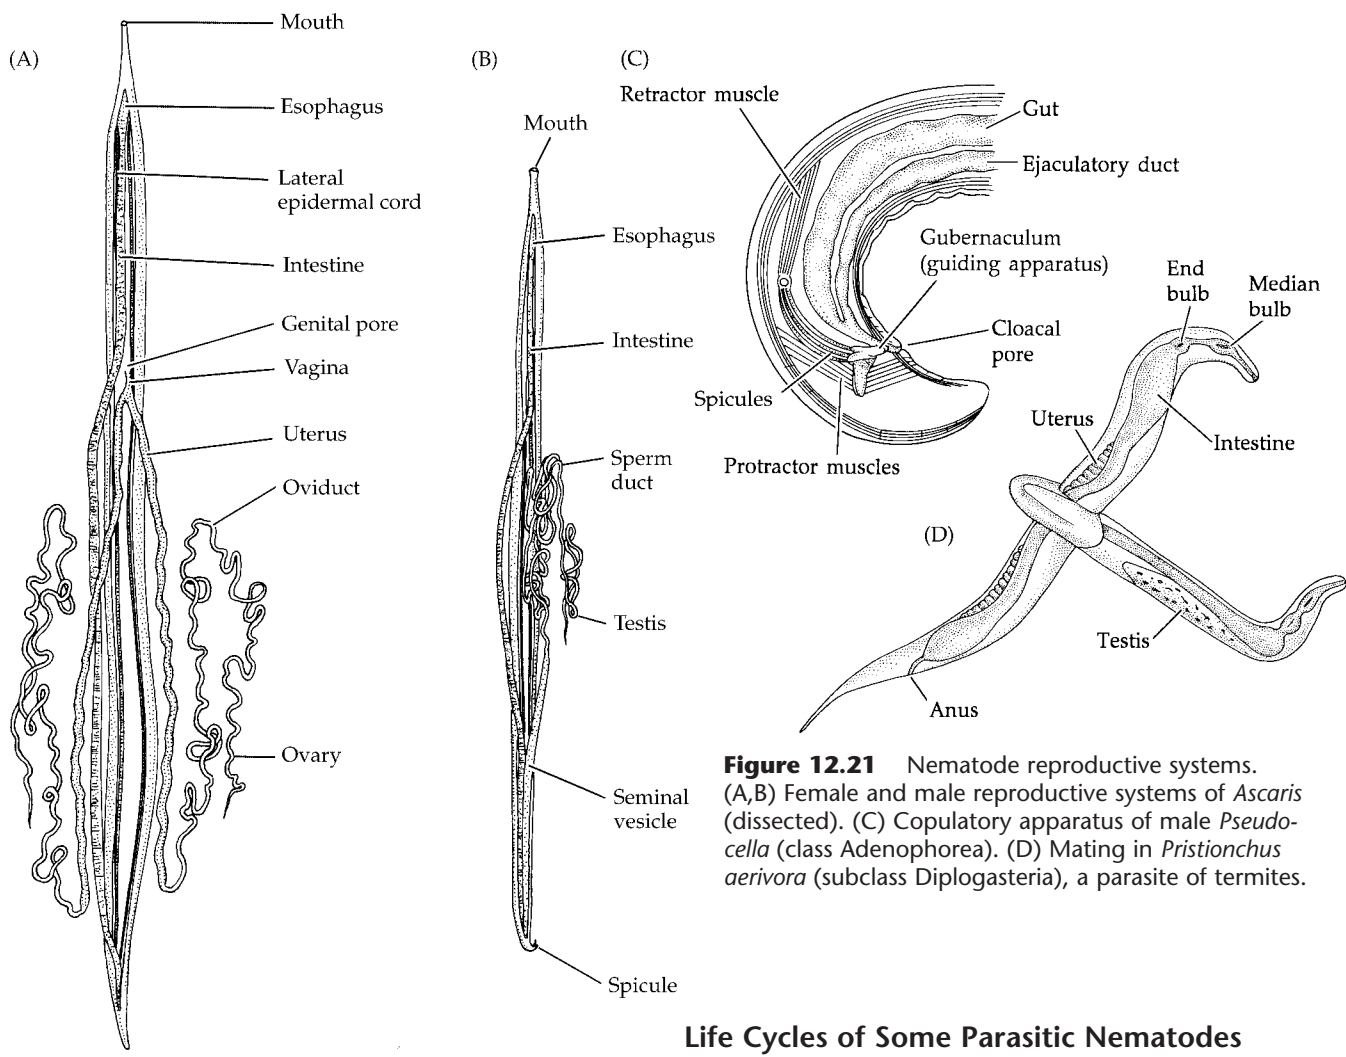 (A)
Mouth
Esophagus
Lateral
epidermal cord
Intestine
Genital pore
Vagina
Uterus
Oviduct
Ovary
(B)
Mouth
Esophagus
Intestine
Sperm
duct
Testis
Seminal
vesicle
Spicule
(C)
Retractor muscle
Gut
Ejaculatory duct
Gubernaculum
(guiding apparatus)
Cloacal
pore
Spicules
Protractor muscles
(D)
End
bulb
Median
bulb
Uterus
Intestine
Testis
Anus
Figure 12.21 Nematode reproductive systems.
(A,B) Female and male reproductive systems of Ascaris
(dissected). (C) Copulatory apparatus of male Pseudo-
cella (class Adenophorea). (D) Mating in Pristionchus
aerivora (subclass Diplogasteria), a parasite of termites.
Life Cycles of Some Parasitic Nematodes